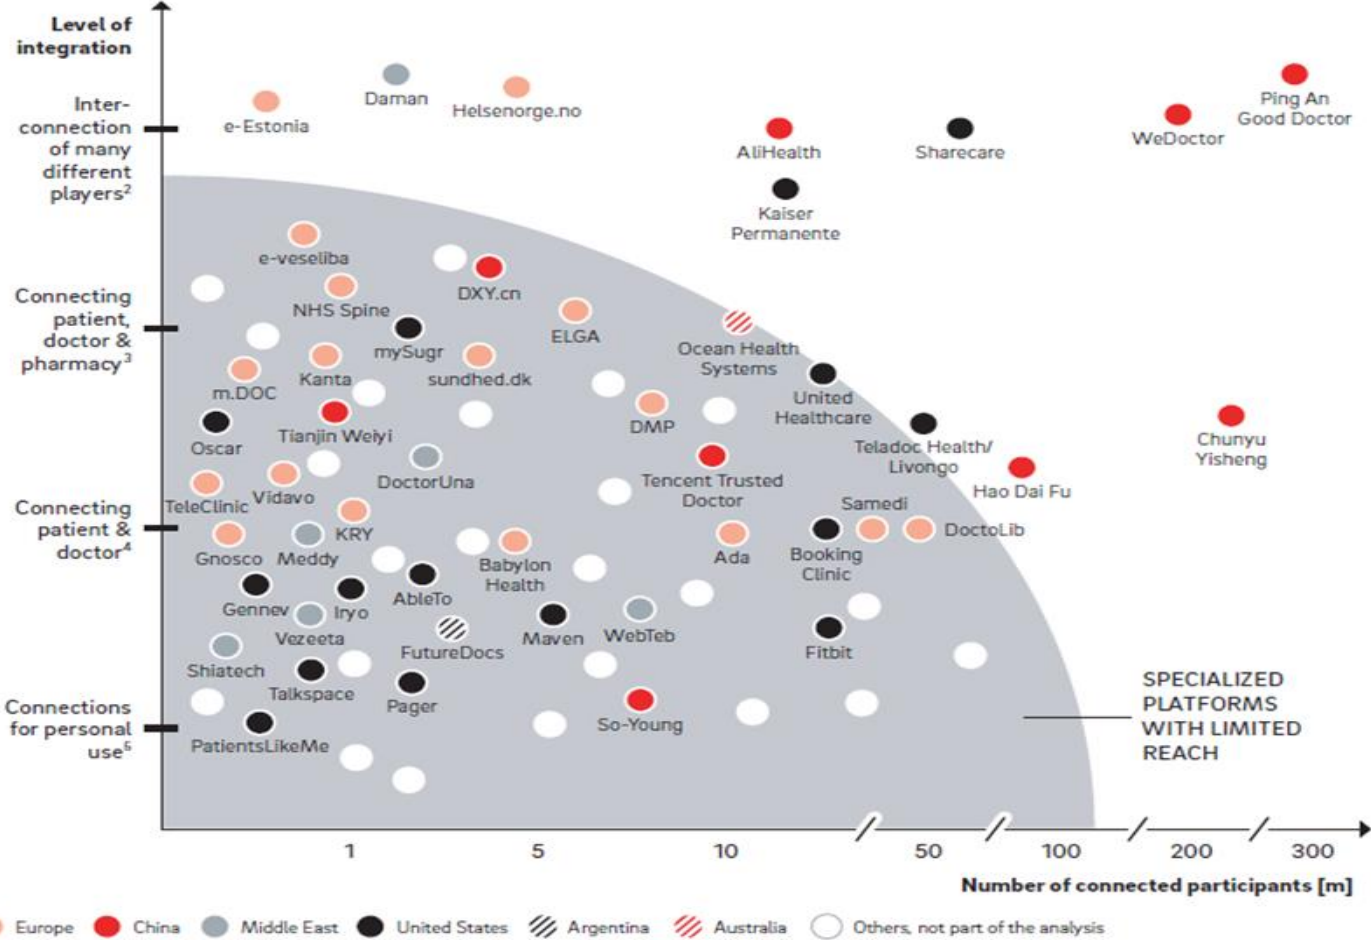 Level of
integration
Inter-
connection
of many
different
players²
Connecting
patient,
doctor &
pharmacy³
Connecting
patient &
doctor⁴
Connections
for personal
use⁵
e-Estonia
Daman
Helsenorge.no
AliHealth
Sharecare
WeDoctor
Ping An
Good Doctor
Kaiser
Permanente
e-veseliba
DXY.cn
NHS Spine
ELGA
mySugr
Ocean Health
Systems
Kanta
sundhed.dk
m.DOC
United
Healthcare
DMP
Tianjin Weiyi
Oscar
Teladoc Health/
Livongo
Chunyu
Yisheng
DoctorUna
Tencent Trusted
Doctor
Hao Dai Fu
TeleClinic
Vidavo
Samedi
KRY
DoctoLib
Gnosco
Meddy
Babylon
Health
Ada
Booking
Clinic
AbleTo
Gennev
Iryo
Vezeeta
FutureDocs
Maven
WebTeb
Fitbit
Shiatech
Talkspace
Pager
So-Young
PatientsLikeMe
SPECIALIZED
PLATFORMS
WITH LIMITED
REACH
1 5 10 50 100 200 300
Number of connected participants [m]
Europe China Middle East United States Argentina Australia Others, not part of the analysis